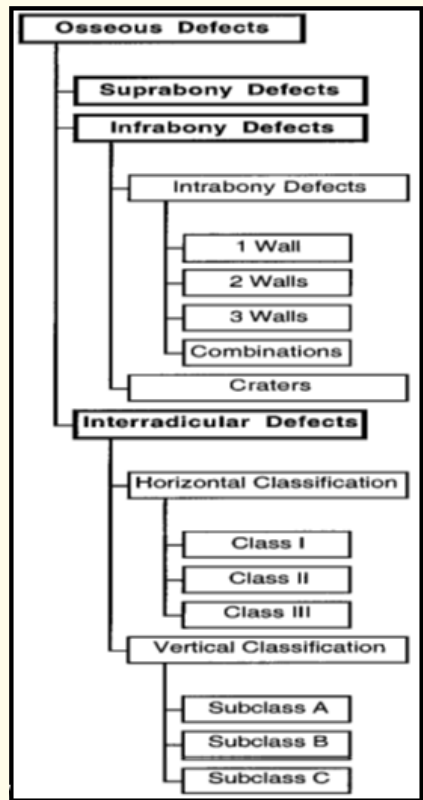 Osseous Defects
Suprabony Defects
Infrabony Defects
Intrabony Defects
1 Wall
2 Walls
3 Walls
Combinations
Craters
Interradicular Defects
Horizontal Classification
Class I
Class II
Class III
Vertical Classification
Subclass A
Subclass B
Subclass C